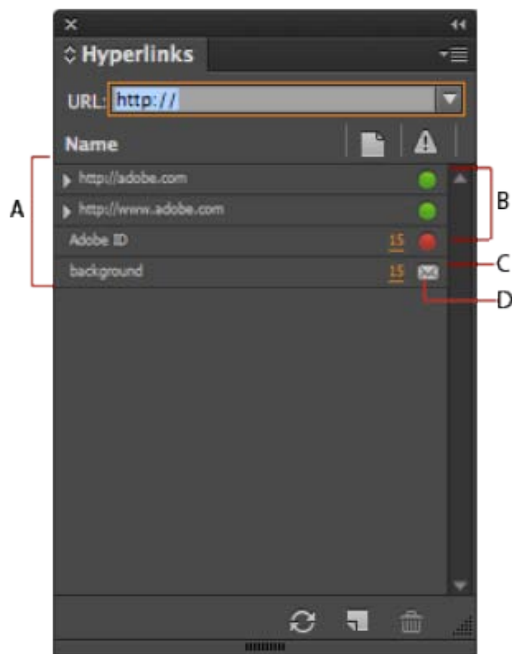 Hyperlinks
URL: http://
Name
http://adobe.com
http://www.adobe.com
Adobe ID 15
background 15
A
B
C
D